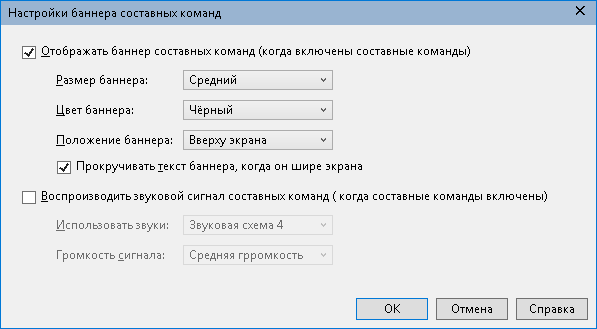 Настройки баннера составных команд
Отображать баннер составных команд (когда включены составные команды)
Размер баннера: Средний
Цвет баннера: Чёрный
Положение баннера: Вверху экрана
Прокручивать текст баннера, когда он шире экрана
Воспроизводить звуковой сигнал составных команд ( когда составные команды включены)
Использовать звуки: Звуковая схема 4
Громкость сигнала: Средняя грромкость
OK Отмена Справка